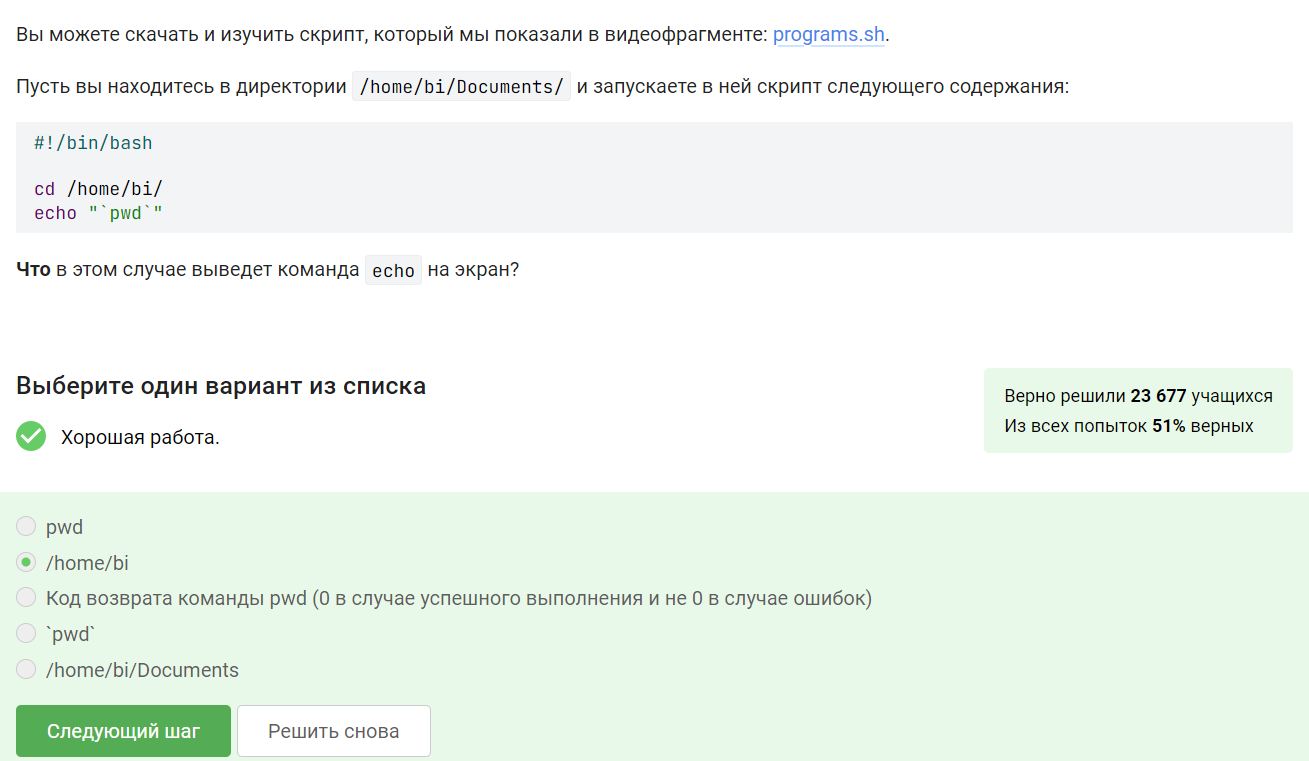 Вы можете скачать и изучить скрипт, который мы показали в видеофрагменте: programs.sh.
Пусть вы находитесь в директории /home/bi/Documents/ и запускаете в ней скрипт следующего содержания:
#!/bin/bash
cd /home/bi/
echo "`pwd`"
Что в этом случае выведет команда echo на экран?
Выберите один вариант из списка
Хорошая работа.
Верно решили 23 677 учащихся
Из всех попыток 51% верных
pwd
/home/bi
Код возврата команды pwd (0 в случае успешного выполнения и не 0 в случае ошибок)
`pwd`
/home/bi/Documents
Следующий шаг
Решить снова